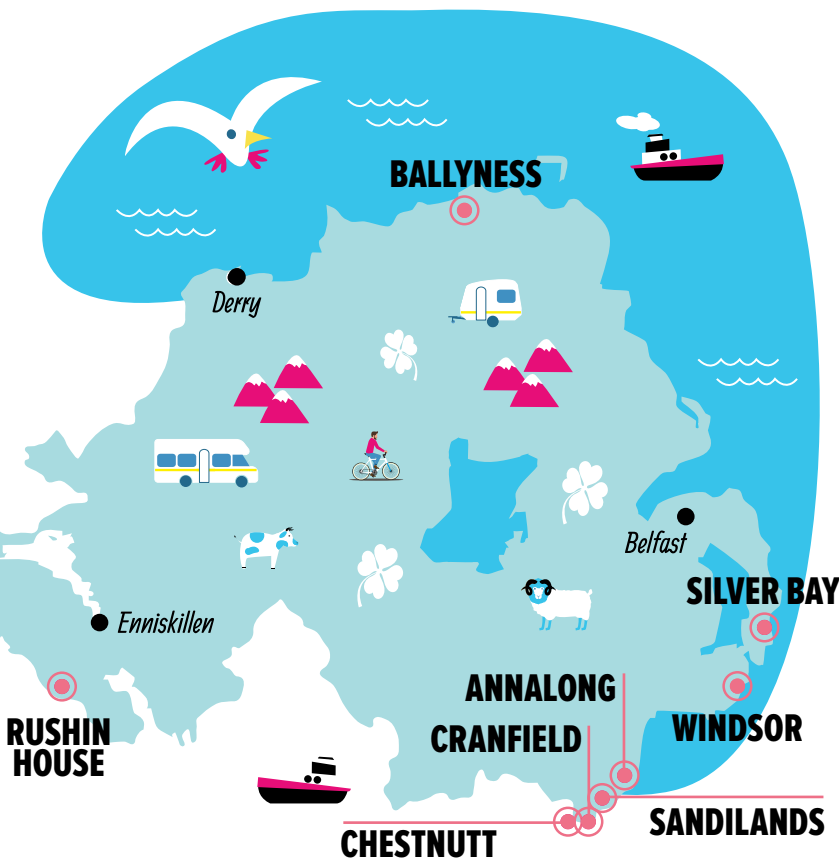 BALLYNESS
Derry
Belfast
SILVER BAY
Enniskillen
ANNALONG
RUSHIN
HOUSE
CRANFIELD
WINDSOR
SANDILANDS
CHESTNUTT